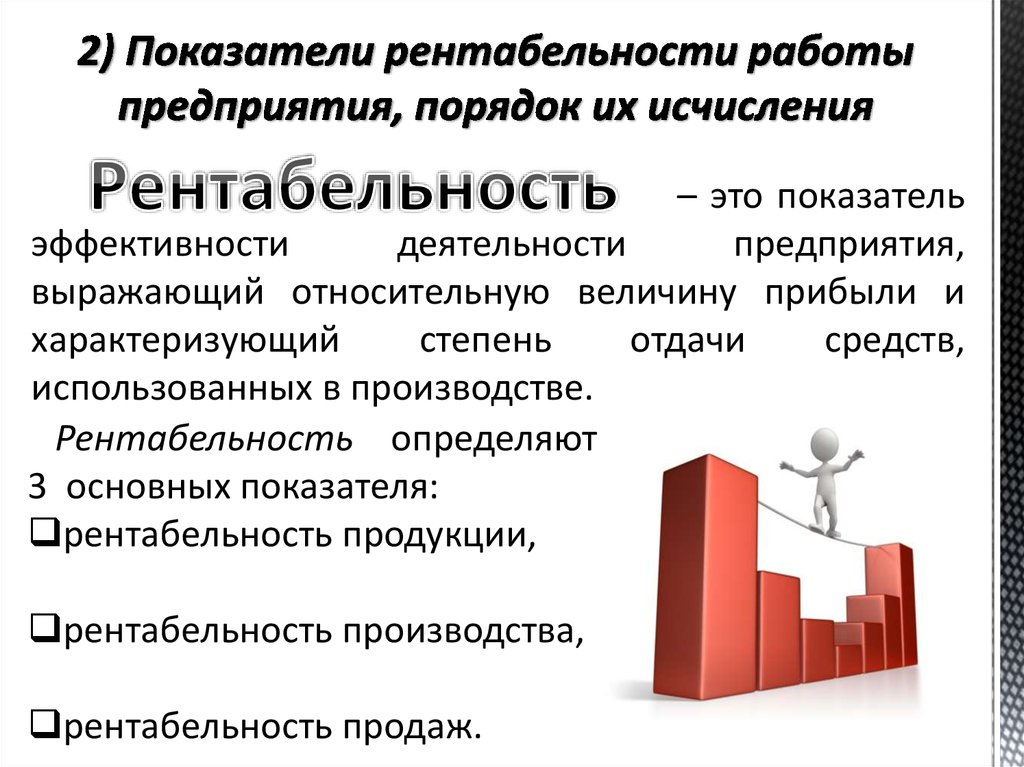 2) Показатели рентабельности работы
предприятия, порядок их исчисления
Рентабельность – это показатель
эффективности деятельности предприятия,
выражающий относительную величину прибыли и
характеризующий степень отдачи средств,
использованных в производстве.
Рентабельность определяют
3 основных показателя:
❑рентабельность продукции,
❑рентабельность производства,
❑рентабельность продаж.